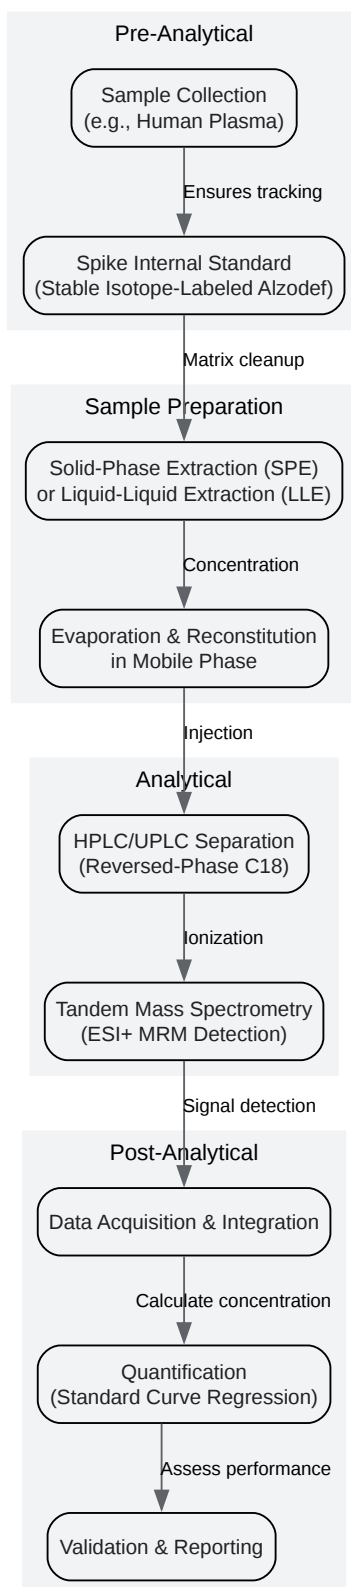 Pre-Analytical
Sample Collection
(e.g., Human Plasma)
Ensures tracking
Spike Internal Standard
(Stable Isotope-Labeled Alzodef)
Matrix cleanup
Sample Preparation
Solid-Phase Extraction (SPE)
or Liquid-Liquid Extraction (LLE)
Concentration
Evaporation & Reconstitution
in Mobile Phase
Injection
Analytical
HPLC/UPLC Separation
(Reversed-Phase C18)
Ionization
Tandem Mass Spectrometry
(ESI+ MRM Detection)
Signal detection
Post-Analytical
Data Acquisition & Integration
Calculate concentration
Quantification
(Standard Curve Regression)
Assess performance
Validation & Reporting